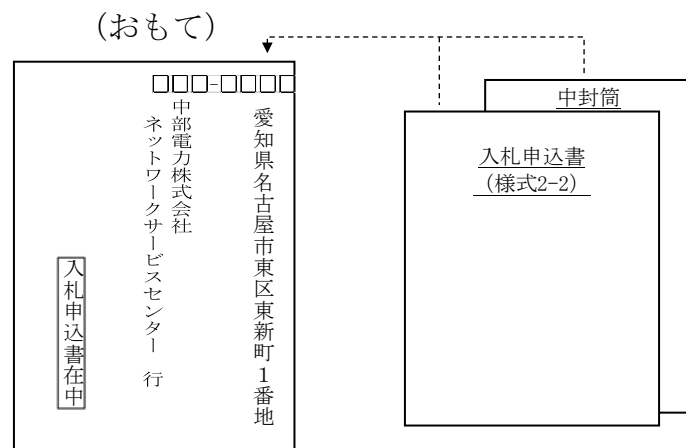 （おもて）
□□□-□□□□
愛知県名古屋市東区東新町１番地
中部電力株式会社
ネットワークサービスセンター 行
入札申込書在中
中封筒
入札申込書
（様式2-2）